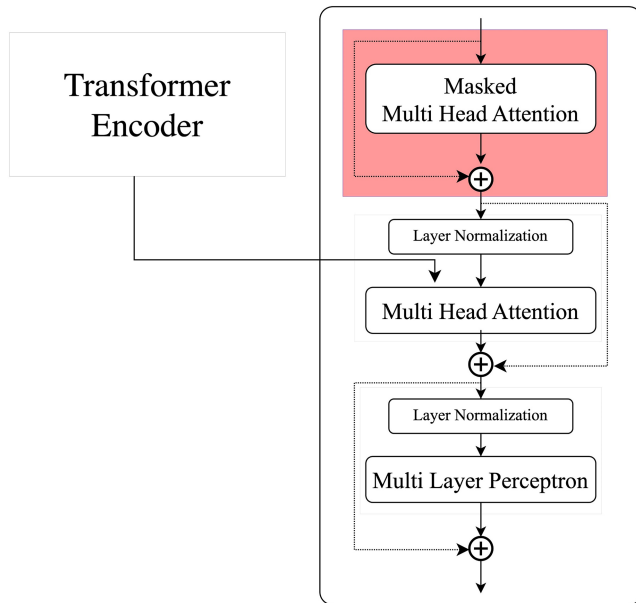 Transformer
Encoder
Masked
Multi Head Attention
Layer Normalization
Multi Head Attention
Layer Normalization
Multi Layer Perceptron